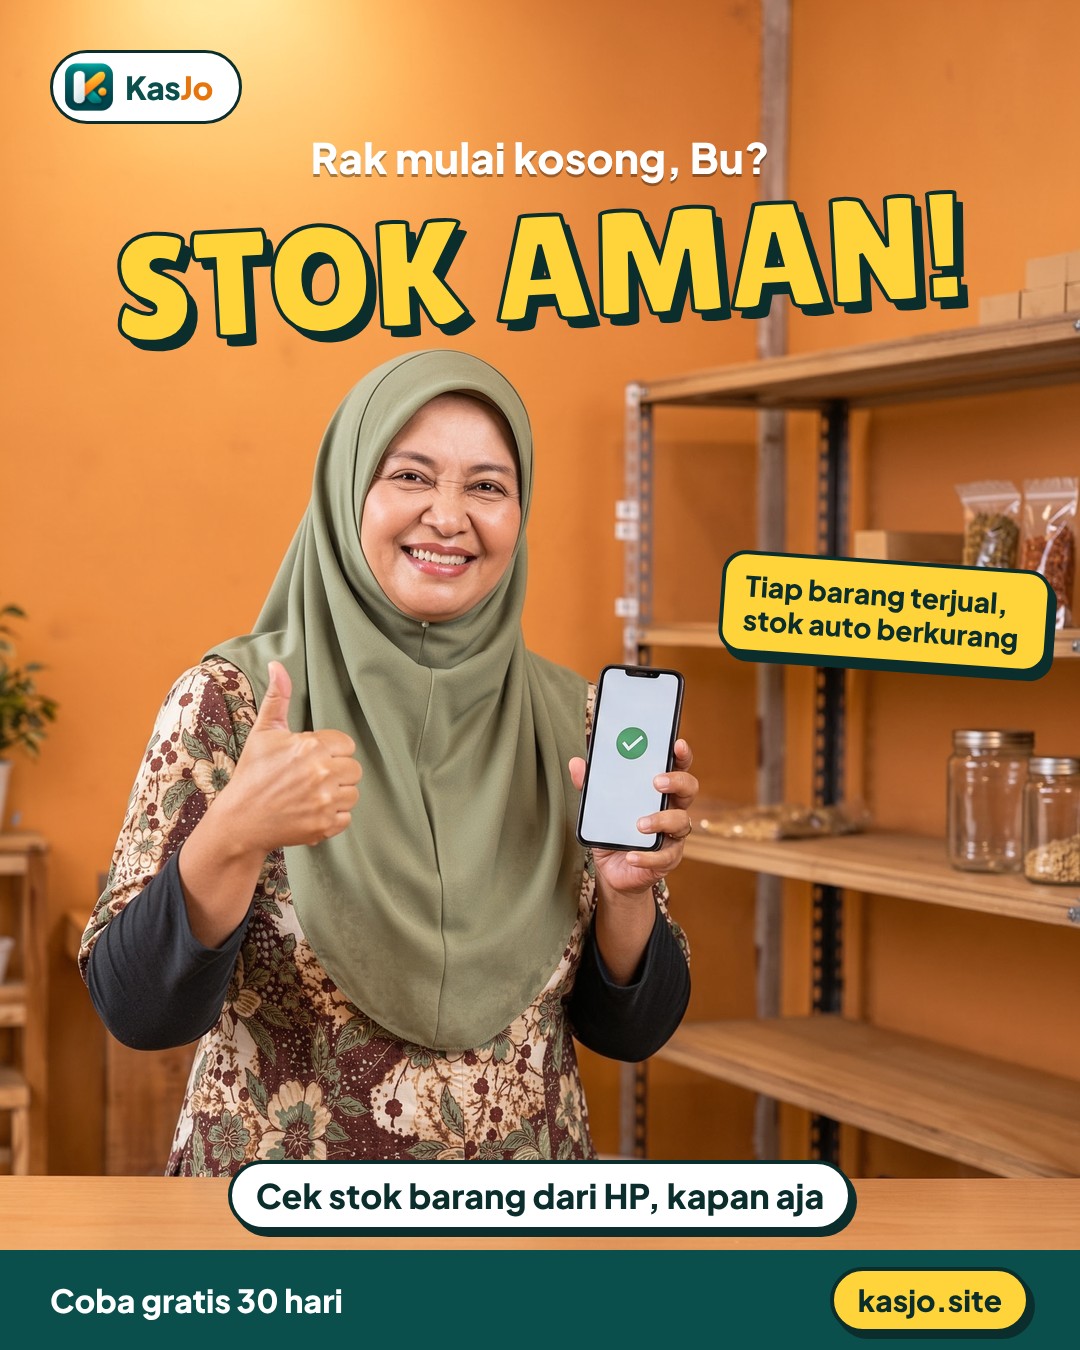 KasJo
Rak mulai kosong, Bu?
STOK AMAN!
Tiap barang terjual,
stok auto berkurang
Cek stok barang dari HP, kapan aja
Coba gratis 30 hari
kasjo.site